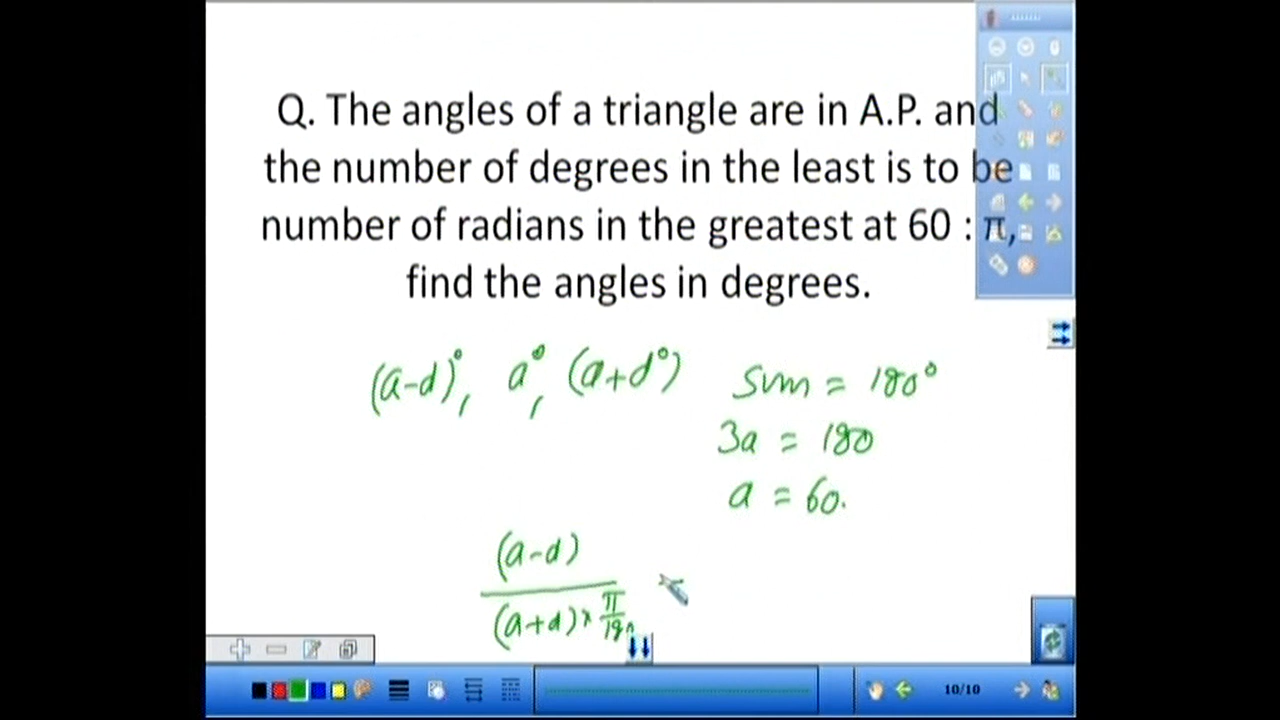 Q. The angles of a triangle are in A.P. and
the number of degrees in the least is to be
number of radians in the greatest at 60 : π,
find the angles in degrees.
(a-d)°, a°, (a+d°) Sum = 180°
3a = 180
a = 60.
(a-d)
(a+d) × π/180
10/10